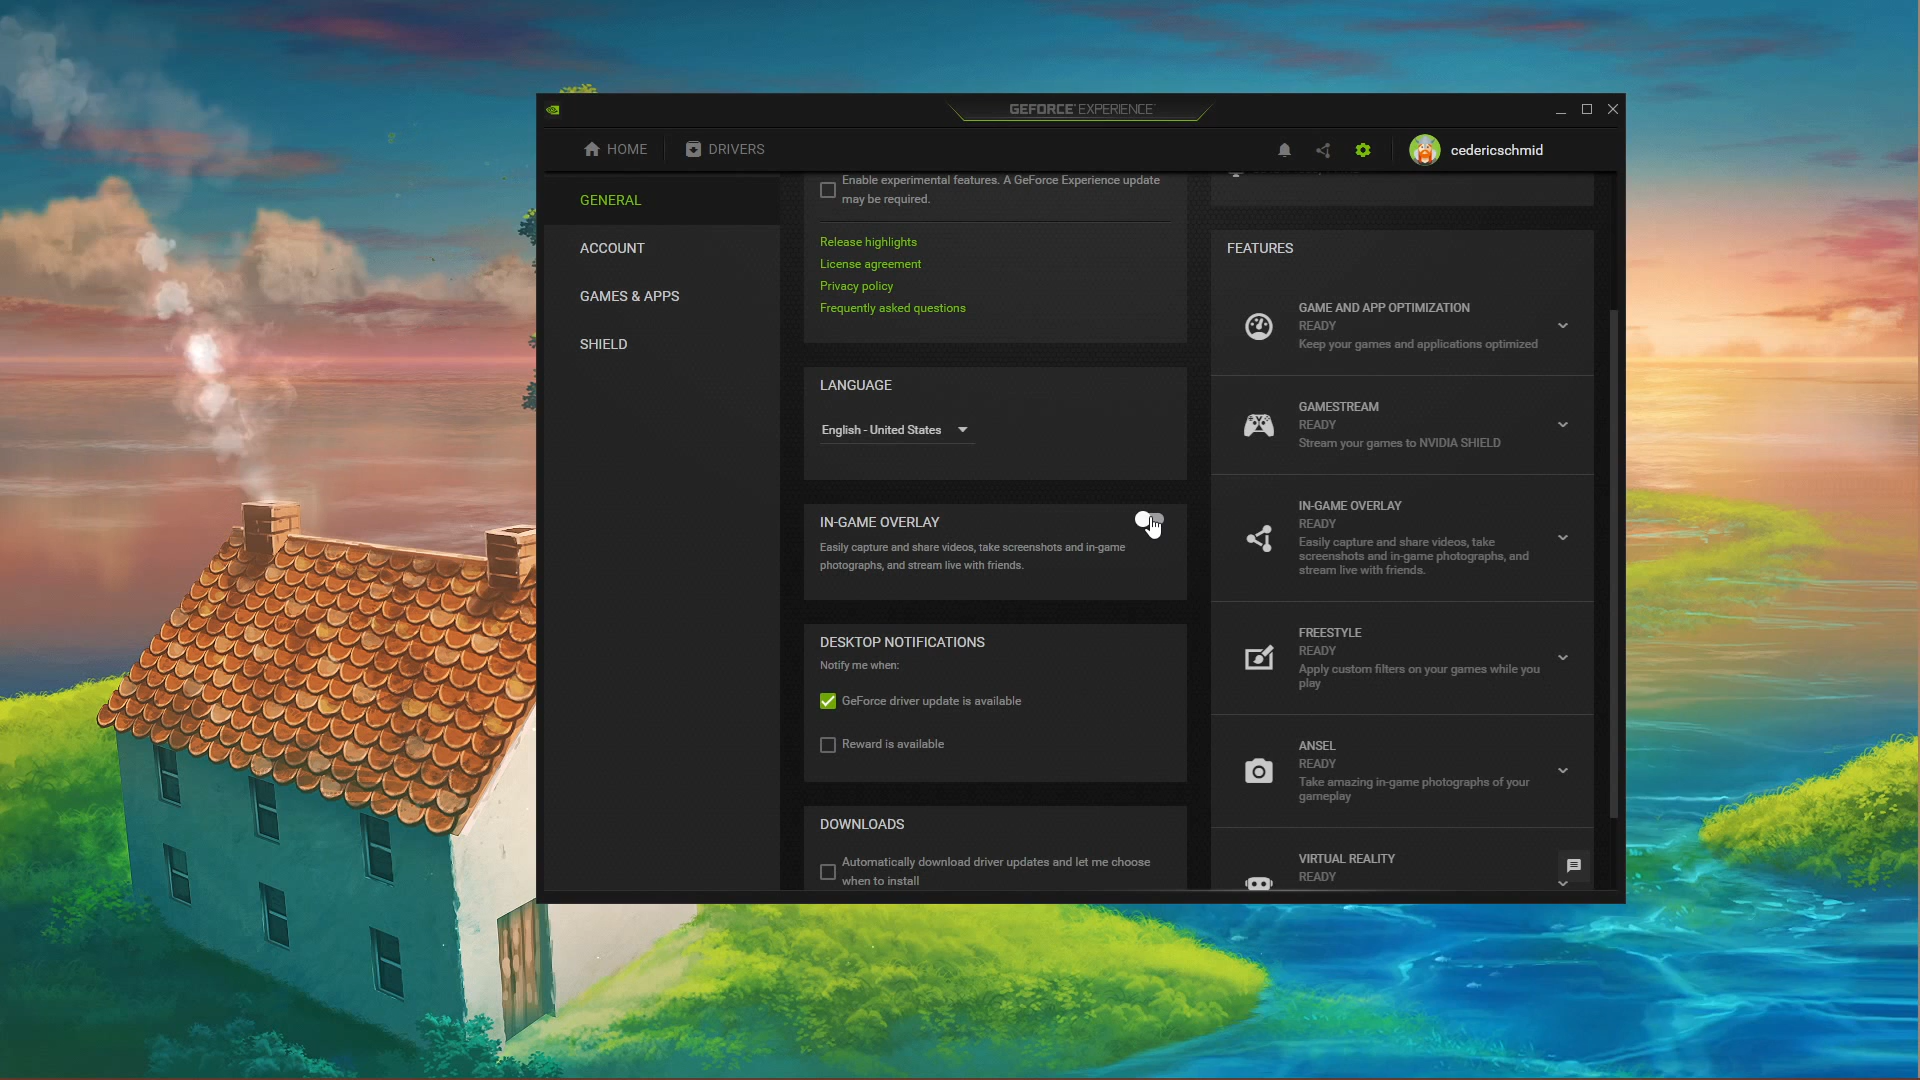 GEFORCE EXPERIENCE
HOME
DRIVERS
cedericschmid
GENERAL
ACCOUNT
GAMES & APPS
SHIELD
Enable experimental features. A GeForce Experience update
may be required.
Release highlights
License agreement
Privacy policy
Frequently asked questions
LANGUAGE
English - United States
IN-GAME OVERLAY
Easily capture and share videos, take screenshots and in-game
photographs, and stream live with friends.
DESKTOP NOTIFICATIONS
Notify me when:
GeForce driver update is available
Reward is available
DOWNLOADS
Automatically download driver updates and let me choose
when to install
FEATURES
GAME AND APP OPTIMIZATION
READY
Keep your games and applications optimized
GAMESTREAM
READY
Stream your games to NVIDIA SHIELD
IN-GAME OVERLAY
READY
Easily capture and share videos, take
screenshots and in-game photographs, and
stream live with friends.
FREESTYLE
READY
Apply custom filters on your games while you
play
ANSEL
READY
Take amazing in-game photographs of your
gameplay
VIRTUAL REALITY
READY